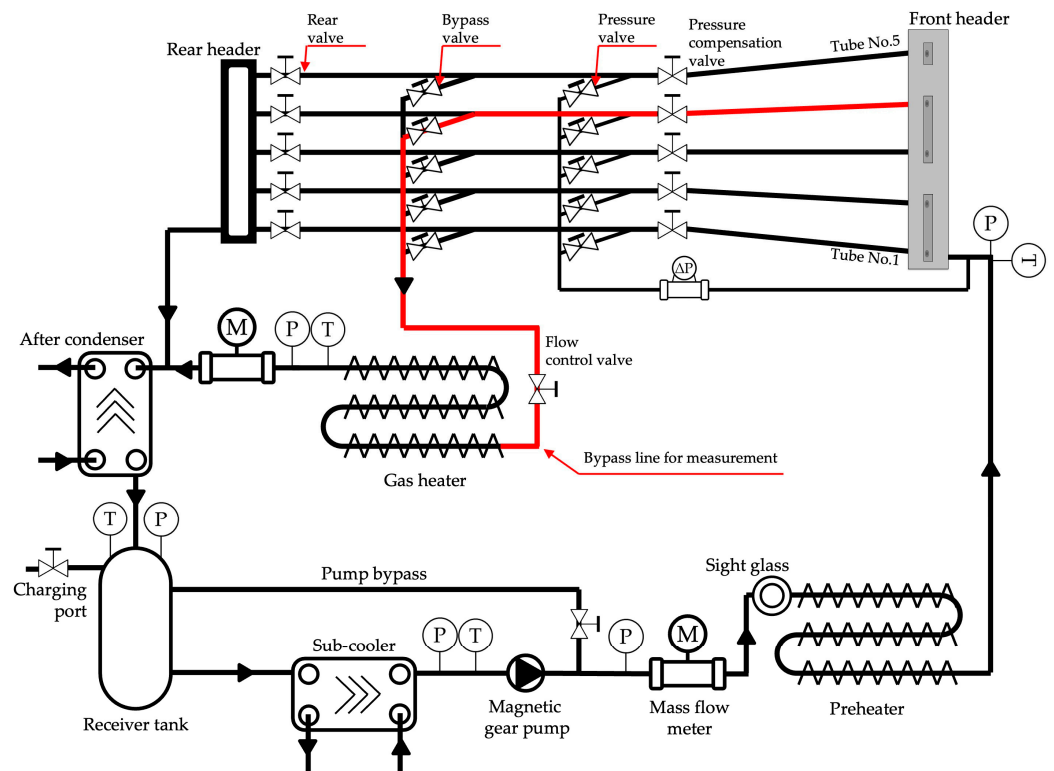 Rear
valve
Bypass
valve
Pressure
valve
Pressure
compensation
valve
Front header
Rear header
Tube No.5
Tube No.1
P
T
ΔP
After condenser
M
P
T
Flow
control valve
Gas heater
Bypass line for measurement
T
P
Charging
port
Pump bypass
Sight glass
Sub-cooler
P
T
P
M
Receiver tank
Magnetic
gear pump
Mass flow
meter
Preheater